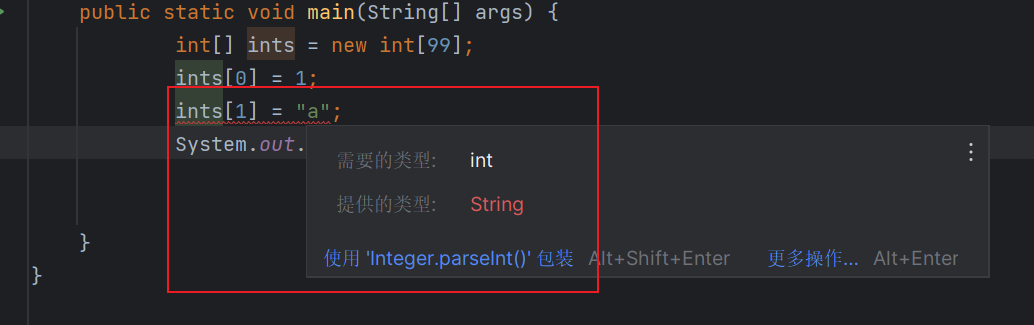 public static void main(String[] args) {
int[] ints = new int[99];
ints[0] = 1;
ints[1] = "a";
System.out.
需要的类型: int
提供的类型: String
使用 'Integer.parseInt()' 包装 Alt+Shift+Enter 更多操作... Alt+Enter
}
}